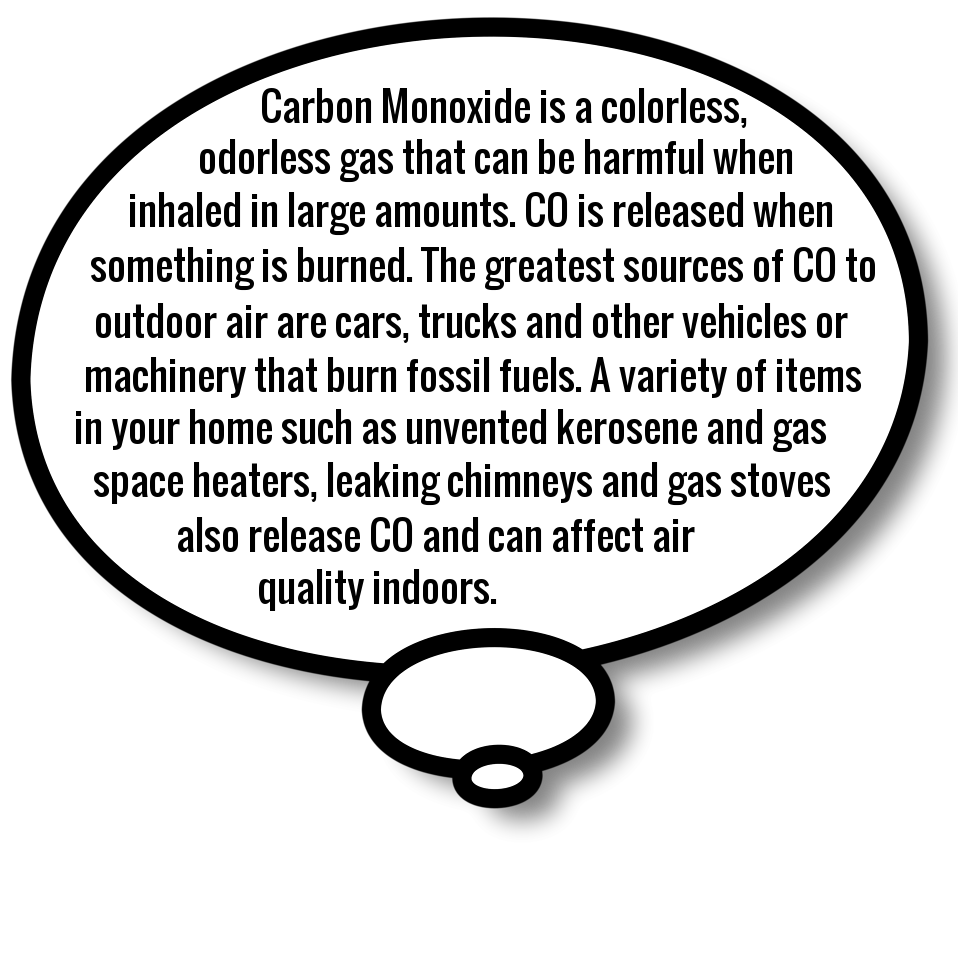 Carbon Monoxide is a colorless,
odorless gas that can be harmful when
inhaled in large amounts. CO is released when
something is burned. The greatest sources of CO to
outdoor air are cars, trucks and other vehicles or
machinery that burn fossil fuels. A variety of items
in your home such as unvented kerosene and gas
space heaters, leaking chimneys and gas stoves
also release CO and can affect air
quality indoors.